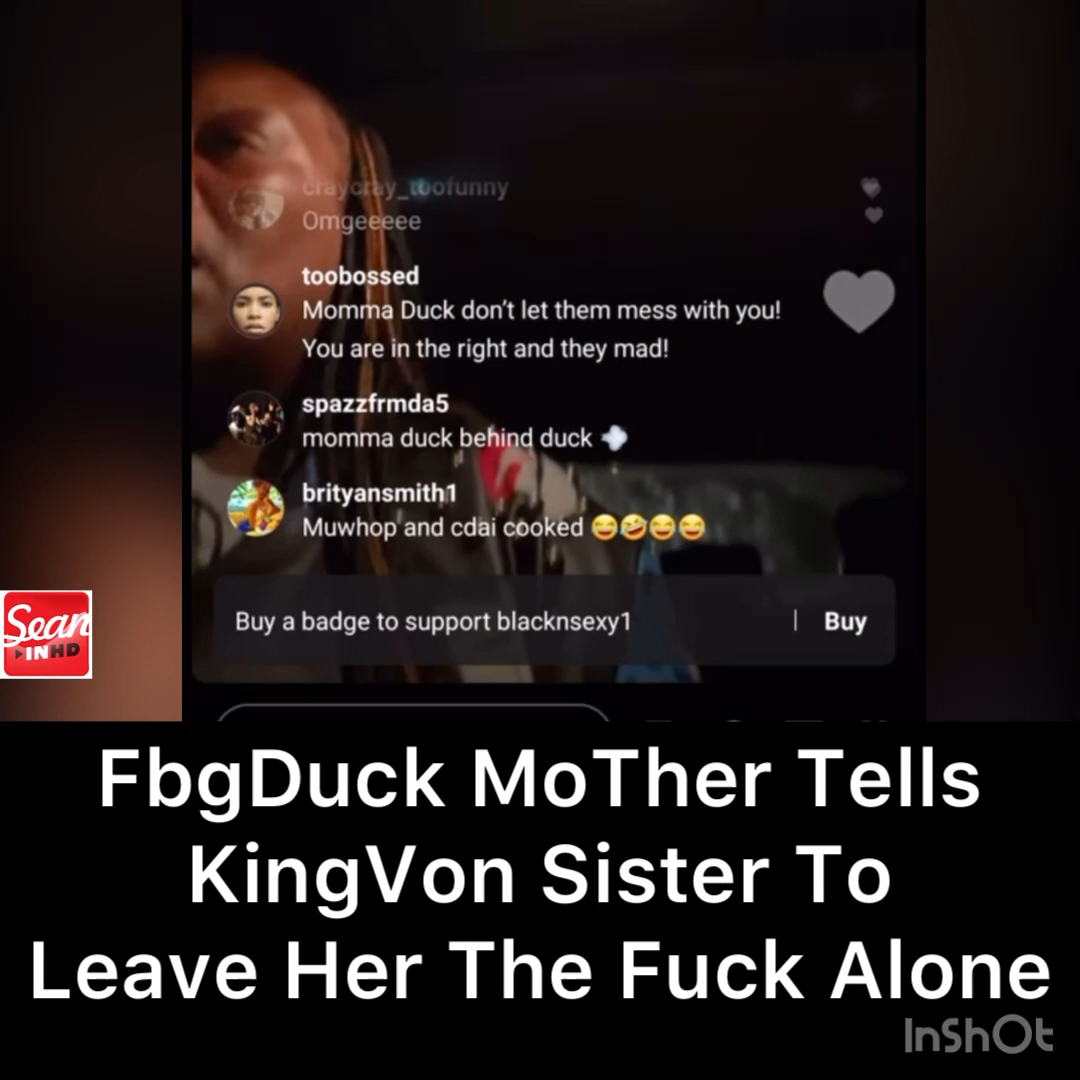 craycray_toofunny
Omgeeeee
toobossed
Momma Duck don’t let them mess with you!
You are in the right and they mad!
spazzfrmda5
momma duck behind duck 💨
brityansmith1
Muwhop and cdai cooked 😂🤣😂😂
Buy a badge to support blacknsexy1 | Buy
Sean
INHD
FbgDuck MoTher Tells
KingVon Sister To
Leave Her The Fuck Alone
InShOt